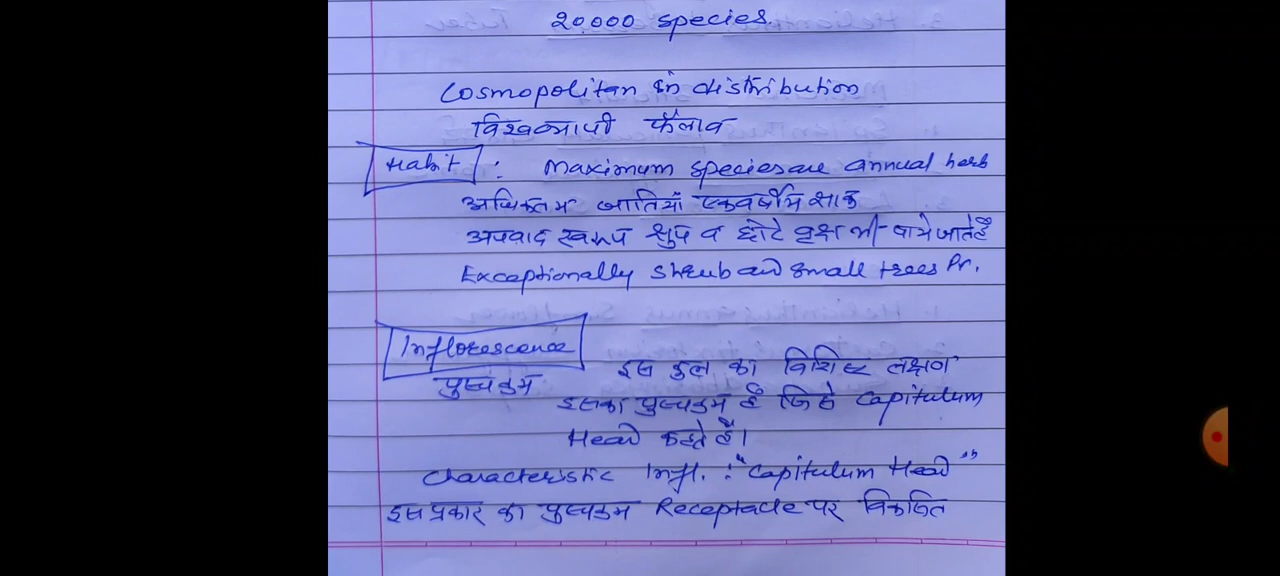 20.000 species.
Cosmopolitan in distribution
विश्वव्यापी फैलाव
Habit : Maximum species are annual herb
अधिकतम जातियाँ एकवर्षीय शाक
अपवाद स्वरूप क्षुप व छोटे वृक्ष भी पाये जाते हैं
Exceptionally shrub and small trees Pr.
Inflorescence
पुष्पक्रम इस कुल का विशिष्ट लक्षण
इसका पुष्पक्रम है जिसे Capitulum
Head कहते हैं।
Characteristic Infl. : "Capitulum Head"
इस प्रकार का पुष्पक्रम Receptacle पर विकसित